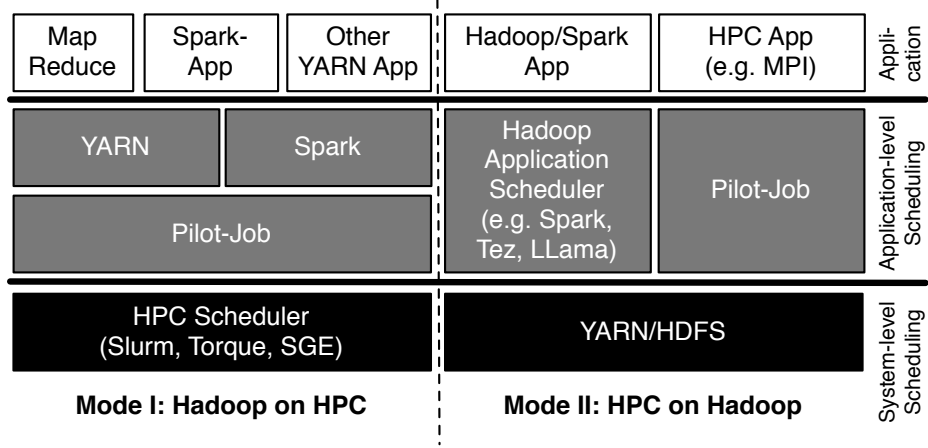 Map
Reduce
Spark-
App
Other
YARN App
Hadoop/Spark
App
HPC App
(e.g. MPI)
Appli-
cation
YARN
Spark
Pilot-Job
Hadoop
Application
Scheduler
(e.g. Spark,
Tez, LLama)
Pilot-Job
Application-level
Scheduling
HPC Scheduler
(Slurm, Torque, SGE)
YARN/HDFS
System-level
Scheduling
Mode I: Hadoop on HPC
Mode II: HPC on Hadoop